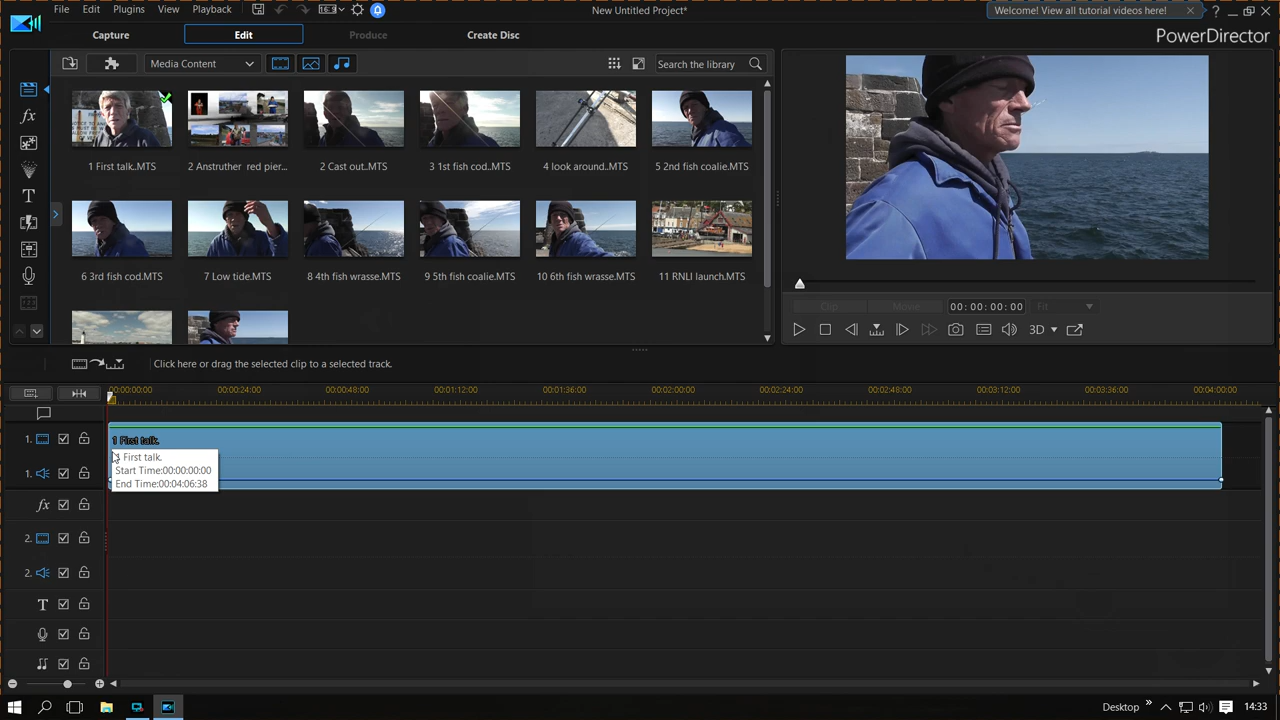 File Edit Plugins View Playback
New Untitled Project*
Welcome! View all tutorial videos here!
Capture Edit Produce Create Disc
PowerDirector
Media Content
Search the library
1 First talk..MTS
2 Anstruther red pier...
2 Cast out..MTS
3 1st fish cod..MTS
4 look around..MTS
5 2nd fish coalie.MTS
6 3rd fish cod.MTS
7 Low tide.MTS
8 4th fish wrasse.MTS
9 5th fish coalie.MTS
10 6th fish wrasse.MTS
11 RNLI launch.MTS
Clip Movie 00: 00: 00: 00 Fit
3D
Click here or drag the selected clip to a selected track.
00:00:00:00 00:00:24:00 00:00:48:00 00:01:12:00 00:01:36:00 00:02:00:00 00:02:24:00 00:02:48:00 00:03:12:00 00:03:36:00 00:04:00:00
1.
1 First talk.
1 First talk.
Start Time:00:00:00:00
End Time:00:04:06:38
1.
fx
2.
2.
T
Desktop
14:33